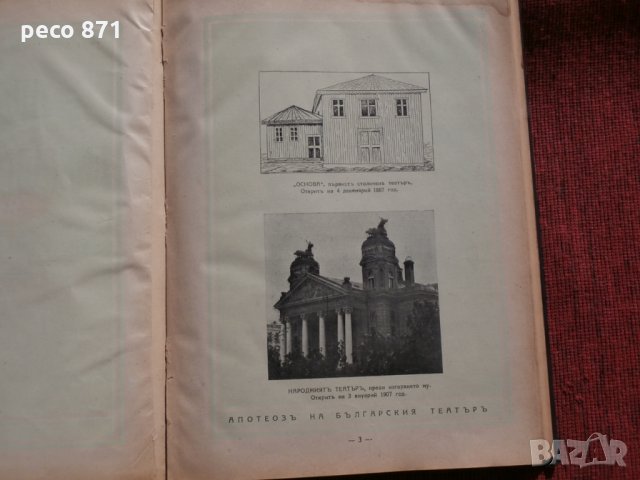 peco 871
„ОСНОВА", първиятъ столиченъ театъръ.
Откритъ на 4 декемврий 1887 год.
НАРОДНИЯТЪ ТЕАТЪРЪ, преди изгарянето му.
Откритъ на 3 януарий 1907 год.
АПОТЕОЗЪ НА БЪЛГАРСКИЯ ТЕАТЪРЪ
— 3 —
BAZAR